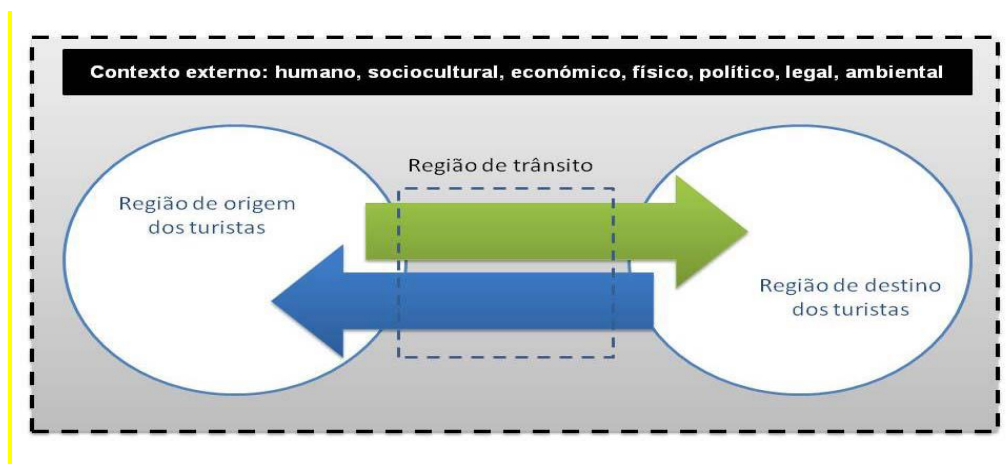 Contexto externo: humano, sociocultural, económico, físico, político, legal, ambiental
Região de trânsito
Região de origem
dos turistas
Região de destino
dos turistas